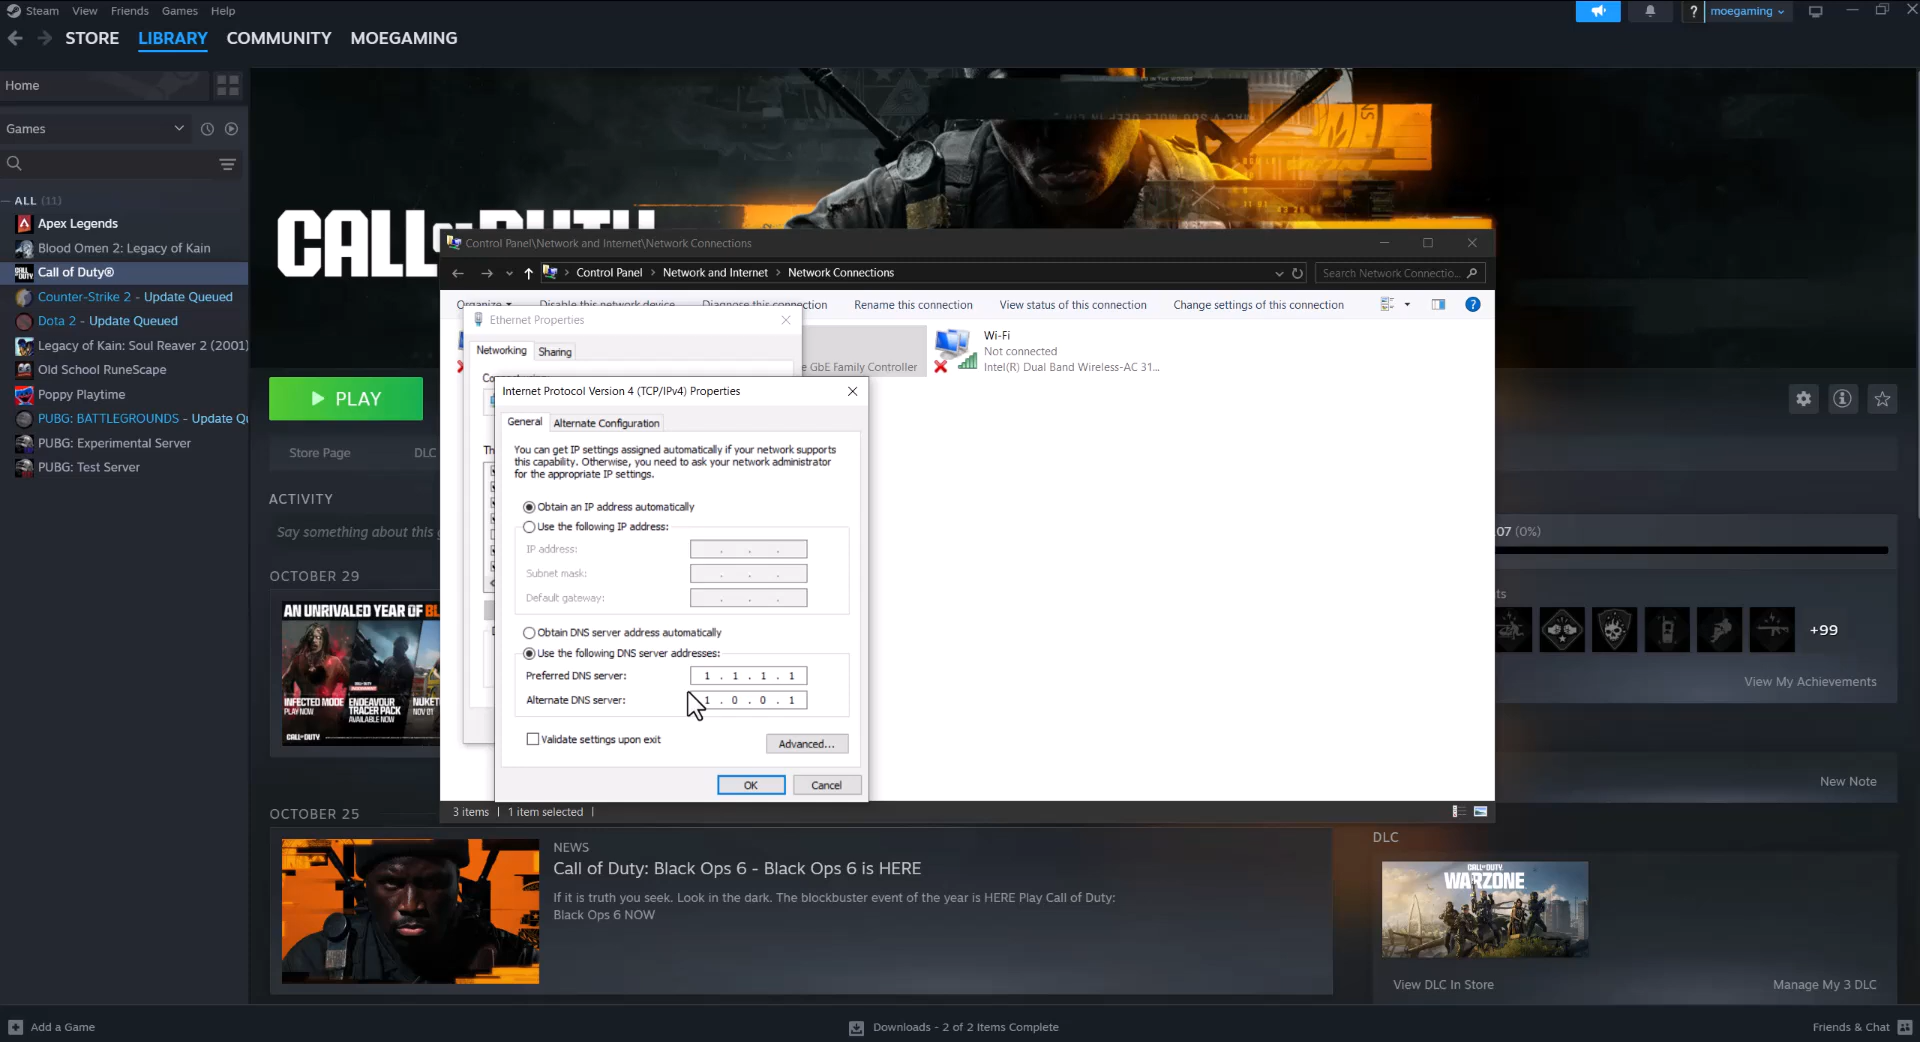 Steam View Friends Games Help
moegaming
STORE LIBRARY COMMUNITY MOEGAMING
Home
Games
ALL (11)
Apex Legends
Blood Omen 2: Legacy of Kain
Call of Duty®
Counter-Strike 2 - Update Queued
Dota 2 - Update Queued
Legacy of Kain: Soul Reaver 2 (2001)
Old School RuneScape
Poppy Playtime
PUBG: BATTLEGROUNDS - Update Qu
PUBG: Experimental Server
PUBG: Test Server
CALL OF DUTY
PLAY
Store Page DLC
ACTIVITY
Say something about this g
OCTOBER 29
AN UNRIVALED YEAR OF BL
INFECTED MODE
PLAY NOW
ENDEAVOUR
TRACER PACK
AVAILABLE NOW
NUKET
NOV 01
CALL OF DUTY
OCTOBER 25
NEWS
Call of Duty: Black Ops 6 - Black Ops 6 is HERE
If it is truth you seek. Look in the dark. The blockbuster event of the year is HERE Play Call of Duty:
Black Ops 6 NOW
Control Panel\Network and Internet\Network Connections
Control Panel > Network and Internet > Network Connections
Search Network Connectio...
Organize Disable this network device Diagnose this connection Rename this connection View status of this connection Change settings of this connection
e GbE Family Controller
Wi-Fi
Not connected
Intel(R) Dual Band Wireless-AC 31...
Ethernet Properties
Networking Sharing
Co
Th
Internet Protocol Version 4 (TCP/IPv4) Properties
General Alternate Configuration
You can get IP settings assigned automatically if your network supports
this capability. Otherwise, you need to ask your network administrator
for the appropriate IP settings.
Obtain an IP address automatically
Use the following IP address:
IP address: . . .
Subnet mask: . . .
Default gateway: . . .
Obtain DNS server address automatically
Use the following DNS server addresses:
Preferred DNS server: 1 . 1 . 1 . 1
Alternate DNS server: 1 . 0 . 0 . 1
Validate settings upon exit
Advanced...
OK Cancel
3 items 1 item selected
07 (0%)
ts
+99
View My Achievements
New Note
DLC
CALL OF DUTY
WARZONE
View DLC In Store Manage My 3 DLC
Add a Game
Downloads - 2 of 2 Items Complete
Friends & Chat